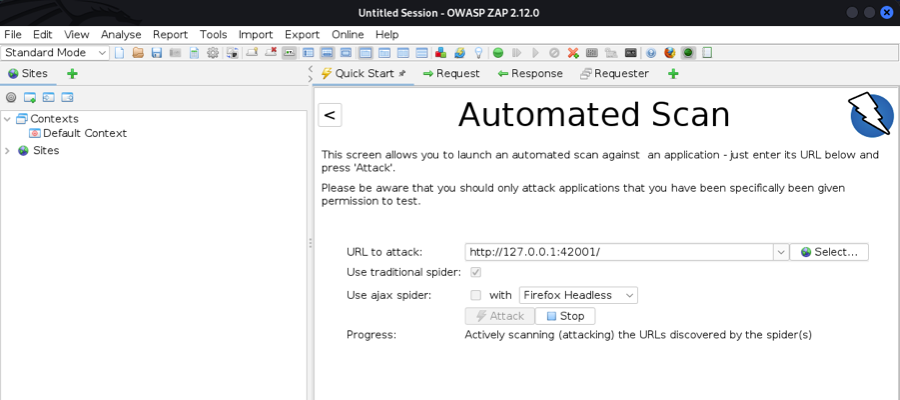 Untitled Session - OWASP ZAP 2.12.0
File Edit View Analyse Report Tools Import Export Online Help
Standard Mode
Sites
Quick Start
Request
Response
Requester
<
Automated Scan
Contexts
Default Context
Sites
This screen allows you to launch an automated scan against  an application - just enter its URL below and
press 'Attack'.
Please be aware that you should only attack applications that you have been specifically been given
permission to test.
URL to attack: http://127.0.0.1:42001/ Select...
Use traditional spider:
Use ajax spider: with Firefox Headless
Attack Stop
Progress: Actively scanning (attacking) the URLs discovered by the spider(s)